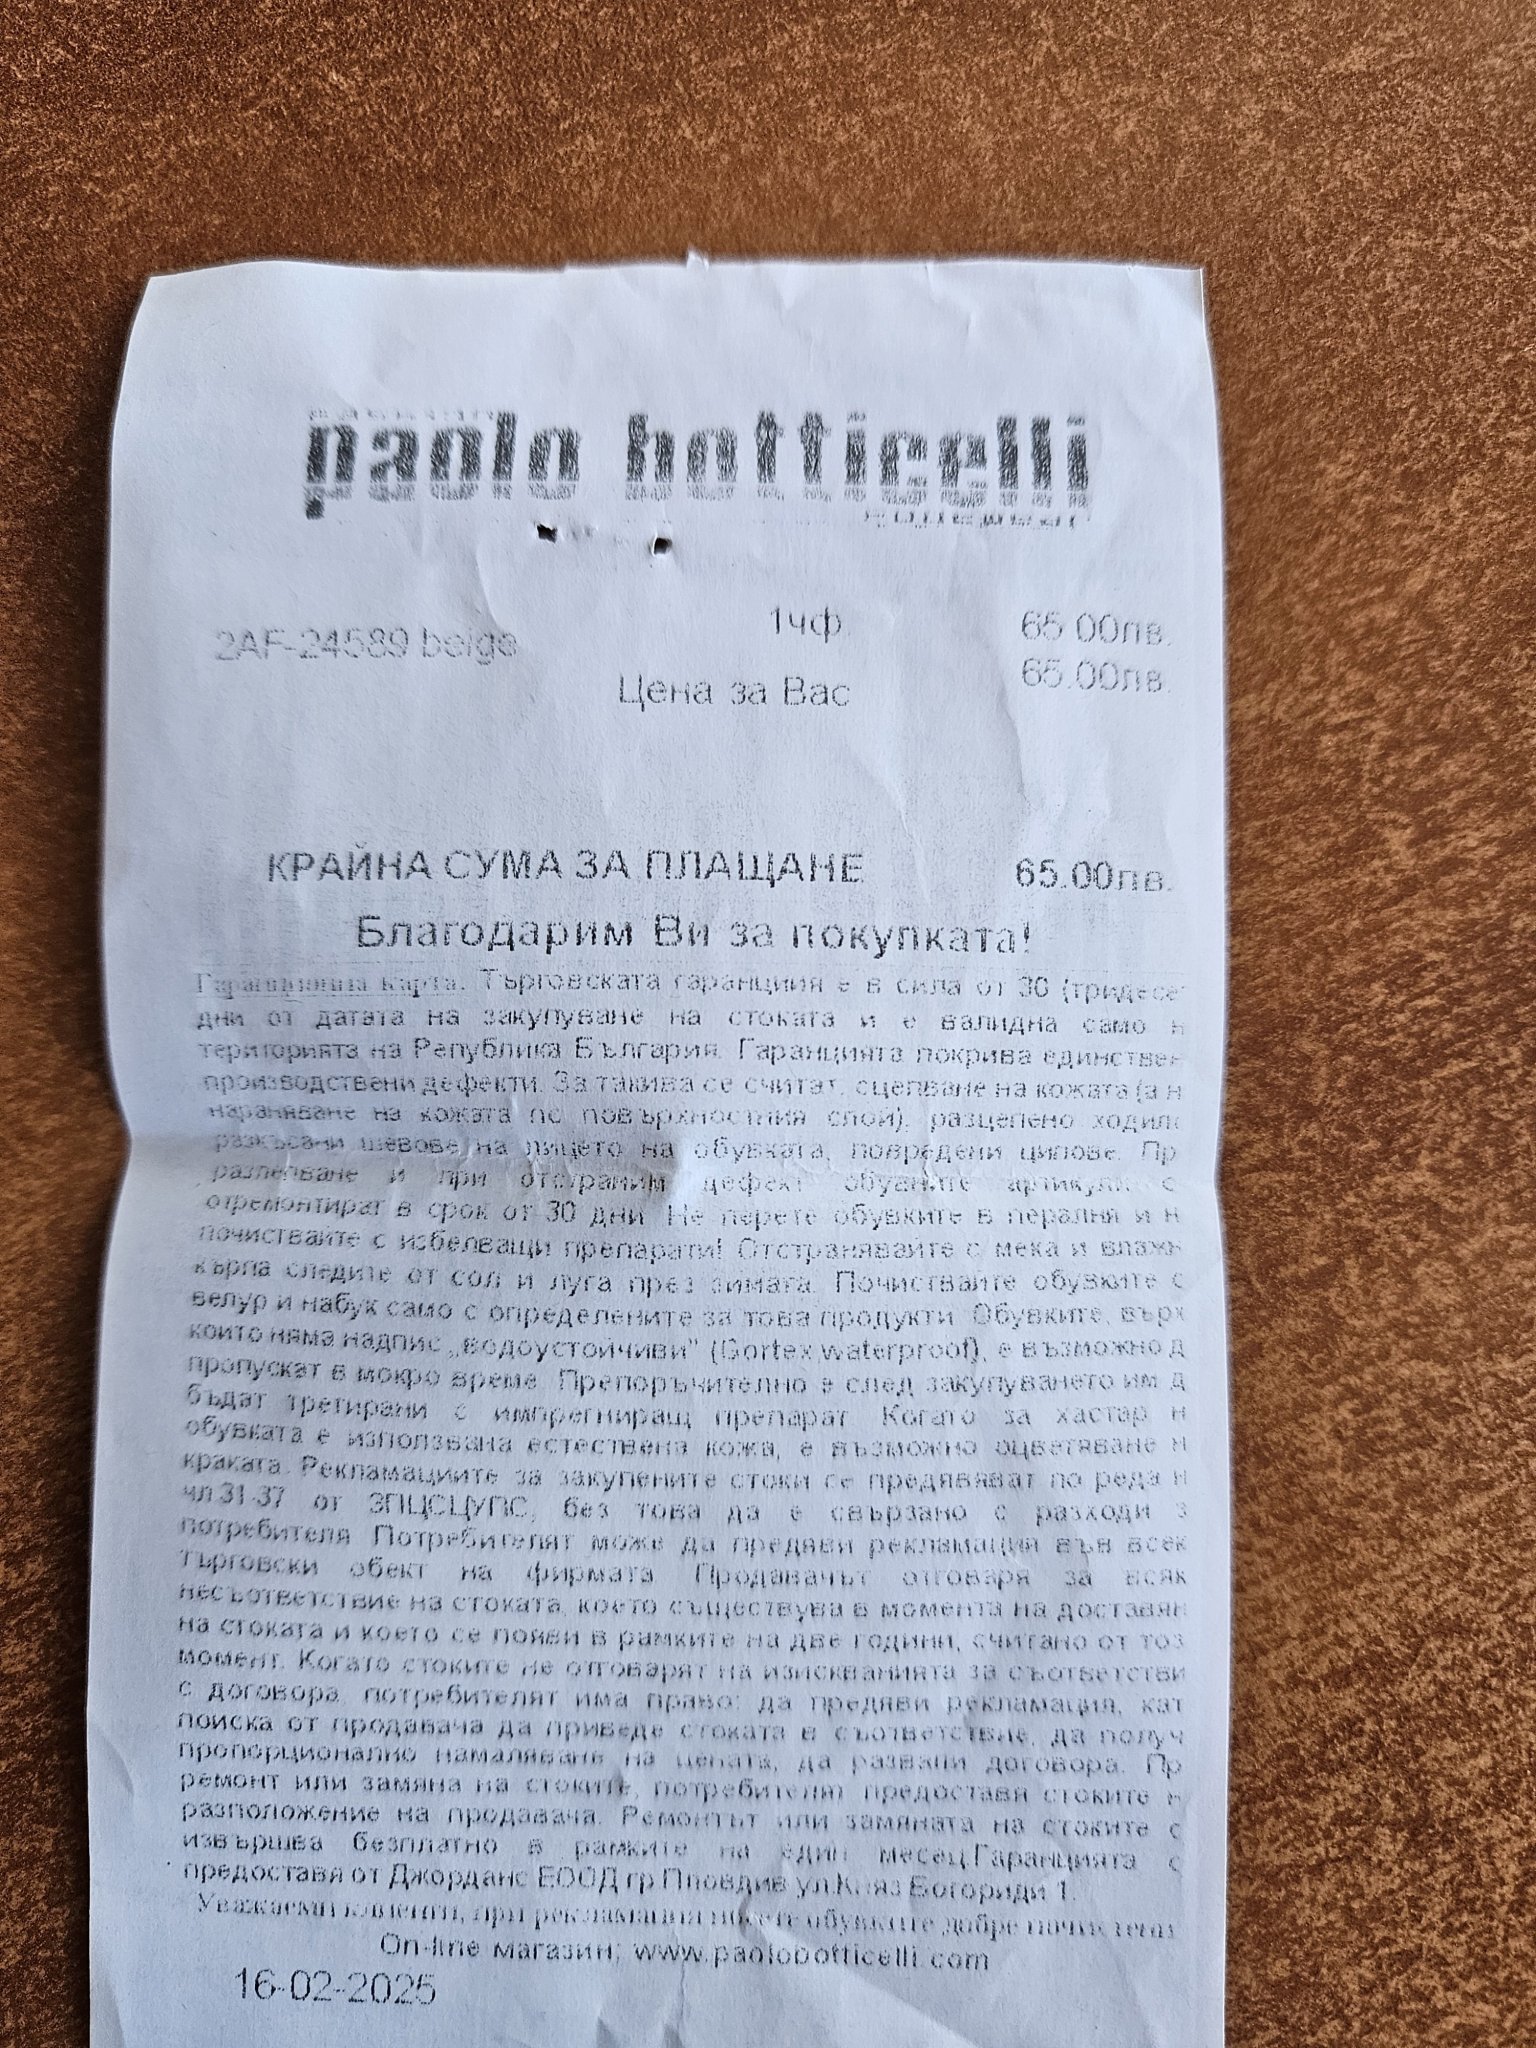 paolo botticelli
2AF-24589 beige 1чф. 65.00лв.
Цена за Вас 65.00лв.
КРАЙНА СУМА ЗА ПЛАЩАНЕ 65.00лв.
Благодарим Ви за покупката!
Гаранционна карта. Търговската гаранциия е в сила от 30 (тридесет
дни от датата на закупуване на стоката и е валидна само н
територията на Република България. Гаранцията покрива единствен
производствени дефекти. За такива се считат: сцепване на кожата (а н
нараняване на кожата по повърхностния слой), разцепено ходило
разкъсани шевове на лицето на обувката, повредени ципове. Пр
разлепване и при отстраним дефект обувните артикули с
отремонтират в срок от 30 дни. Не перете обувките в пералня и н
почиствайте с избелващи препарати! Отстранявайте с мека и влажн
кърпа следите от сол и луга през зимата. Почиствайте обувките о
велур и набук само с определените за това продукти. Обувките, върх
които няма надпис „водоустойчиви" (Gortex waterproof), е възможно д
пропускат в мокро време. Препоръчително е след закупуването им д
бъдат третирани с импрегниращ препарат. Когато за хастар н
обувката е използвана естествена кожа, е възможно оцветяване н
краката. Рекламациите за закупените стоки се предявяват по реда н
чл.31-37 от ЗПЦСЦУПС, без това да е свързано с разходи з
потребителя. Потребителят може да предяви рекламация във всек
търговски обект на фирмата. Продавачът отговаря за всяк
несъответствие на стоката, което съществува в момента на доставян
на стоката и което се появи в рамките на две години, считано от тоз
момент. Когато стоките не отговарят на изискванията за съответстви
с договора, потребителят има право: да предяви рекламация, кат
поиска от продавача да приведе стоката в съответствие; да получ
пропорционално намаляване на цената; да развали договора. Пр
ремонт или замяна на стоките, потребителят предоставя стоките н
разположение на продавача. Ремонтът или замяната на стоките с
извършва безплатно в рамките на един месец.Гаранцията с
предоставя от Джорданс ЕООД гр.Пловдив ул.Княз Богориди 1.
Уважаеми клиенти, при рекламация носете обувките добре почистени
On-line магазин: www.paolobotticelli.com
16-02-2025